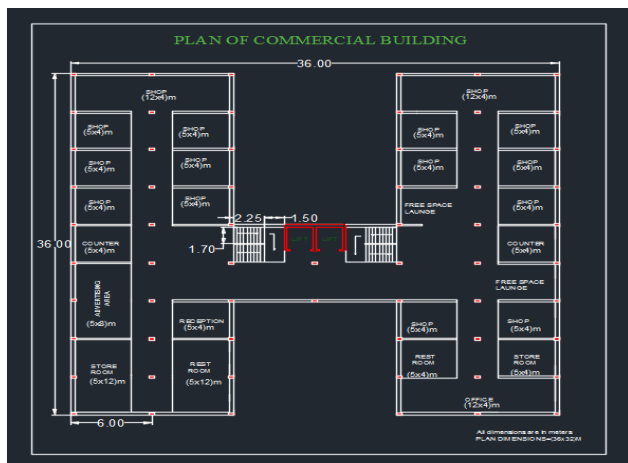 PLAN OF COMMERCIAL BUILDING
36.00
SHOP
(12x4)m
SHOP
(12x4)m
SHOP
(5x4)m
SHOP
(5x4)m
SHOP
(5x4)m
SHOP
(5x4)m
SHOP
(5x4)m
SHOP
(5x4)m
SHOP
(5x4)m
SHOP
(5x4)m
SHOP
(5x4)m
SHOP
(5x4)m
FREE SPACE
LAUNGE
SHOP
(5x4)m
2.25
1.50
36.00
1.70
COUNTER
(5x4)m
LIFT
LIFT
COUNTER
(5x4)m
ADVERTISING
AREA
(5x8)m
FREE SPACE
LAUNGE
RECEPTION
(5x4)m
SHOP
(5x4)m
SHOP
(5x4)m
STORE
ROOM
(5x12)m
REST
ROOM
(5x12)m
REST
ROOM
(5x4)m
STORE
ROOM
(5x4)m
OFFICE
(12x4)m
6.00
All dimensions are in meters
PLAN DIMENSIONS=(36x32)M